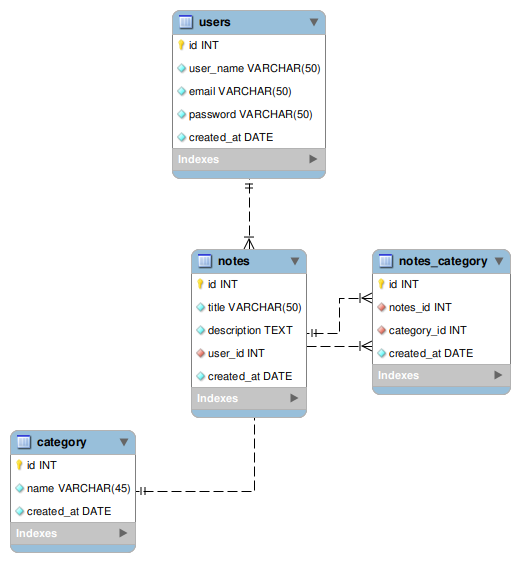 users
id INT
user_name VARCHAR(50)
email VARCHAR(50)
password VARCHAR(50)
created_at DATE
Indexes
notes
id INT
title VARCHAR(50)
description TEXT
user_id INT
created_at DATE
Indexes
notes_category
id INT
notes_id INT
category_id INT
created_at DATE
Indexes
category
id INT
name VARCHAR(45)
created_at DATE
Indexes